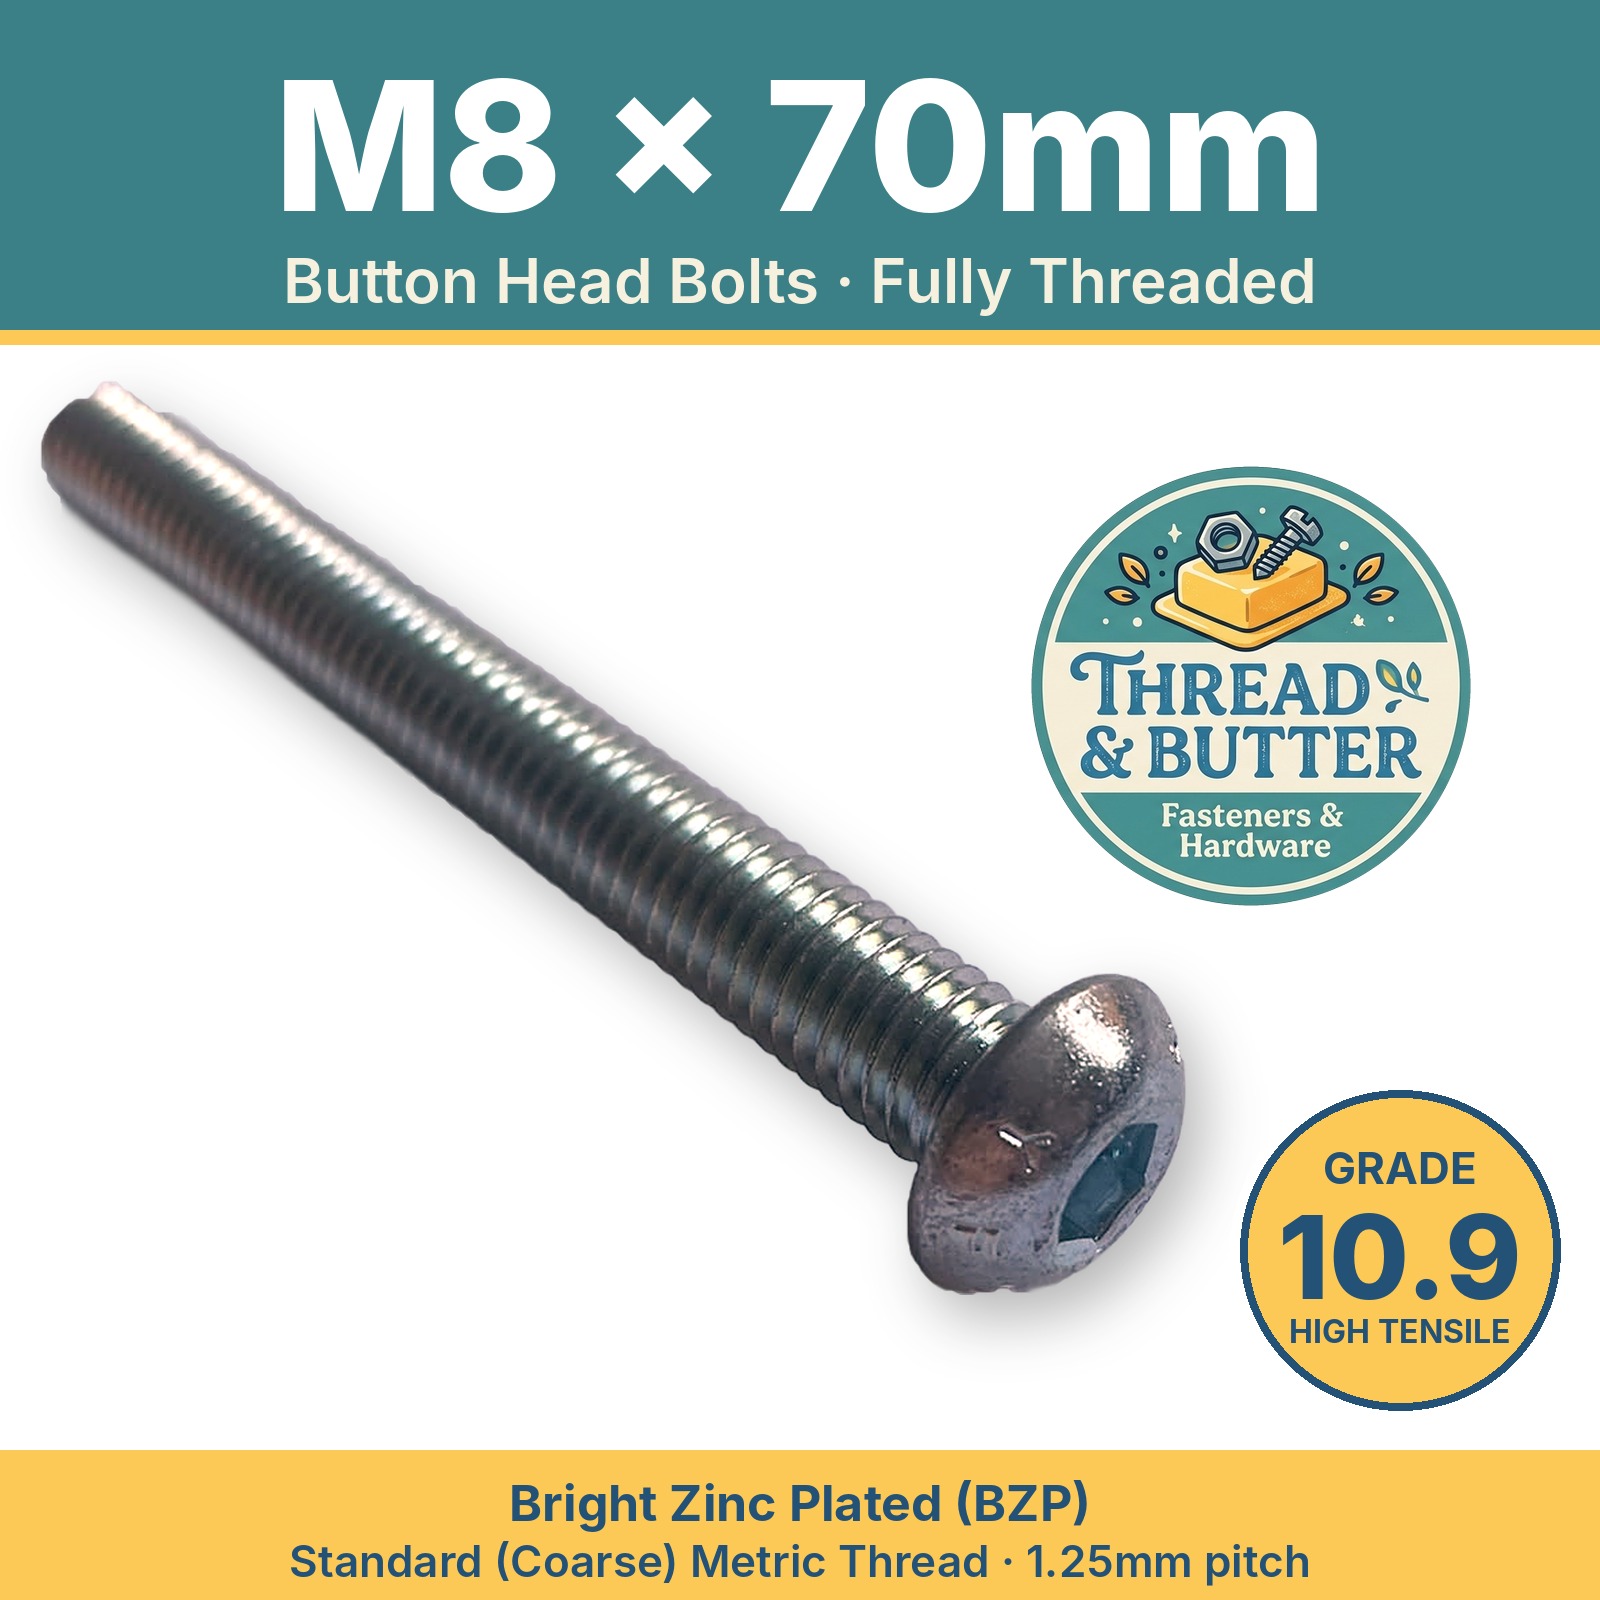 M8 × 70mm
Button Head Bolts · Fully Threaded
THREAD
& BUTTER
Fasteners &
Hardware
GRADE
10.9
HIGH TENSILE
Bright Zinc Plated (BZP)
Standard (Coarse) Metric Thread · 1.25mm pitch